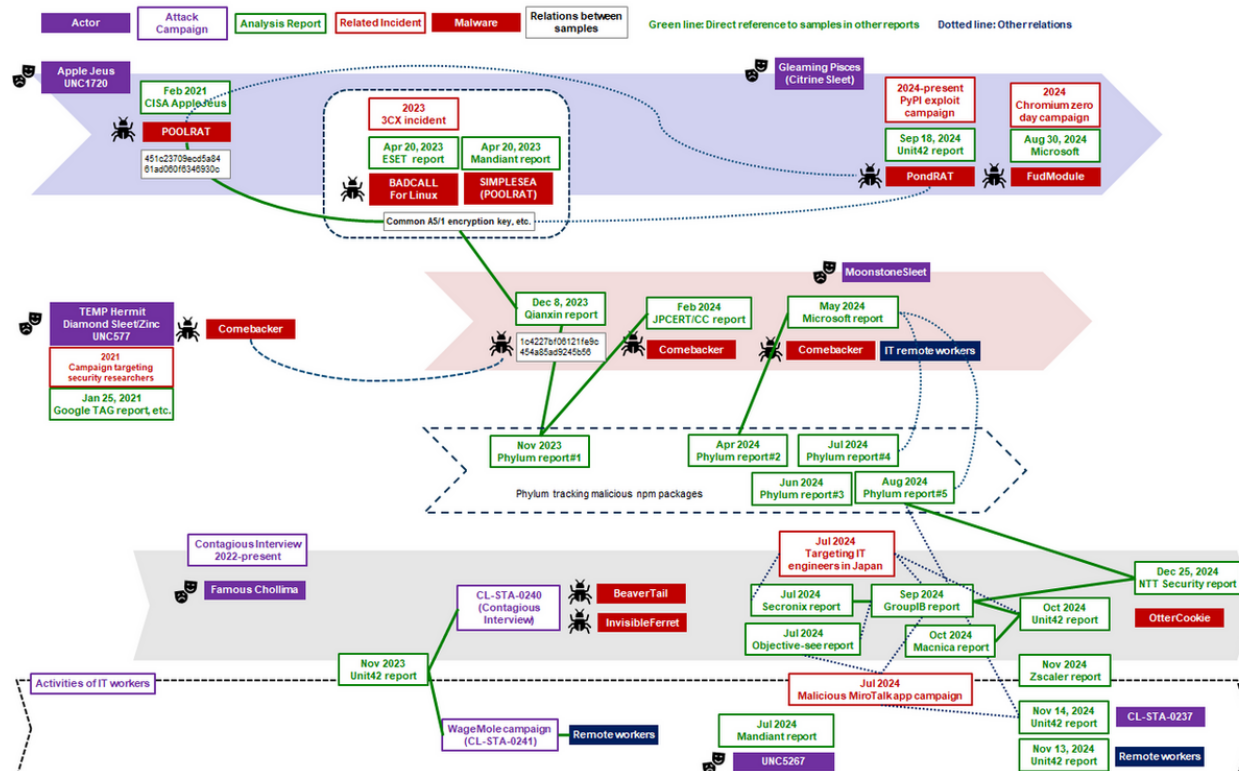 Actor
Attack
Campaign
Analysis Report
Related Incident
Malware
Relations between
samples
Green line: Direct reference to samples in other reports
Dotted line: Other relations
Apple Jeus
UNC1720
Feb 2021
CISA AppleJeus
POOLRAT
451c23709ecd5a84
61ad060f6346930c
2023
3CX incident
Apr 20, 2023
ESET report
Apr 20, 2023
Mandiant report
BADCALL
For Linux
SIMPLESEA
(POOLRAT)
Common A5/1 encryption key, etc.
Gleaming Pisces
(Citrine Sleet)
2024-present
PyPI exploit
campaign
2024
Chromium zero
day campaign
Sep 18, 2024
Unit42 report
Aug 30, 2024
Microsoft
PondRAT
FudModule
TEMP Hermit
Diamond Sleet/Zinc
UNC577
Comebacker
2021
Campaign targeting
security researchers
Jan 25, 2021
Google TAG report, etc.
MoonstoneSleet
Dec 8, 2023
Qianxin report
Feb 2024
JPCERT/CC report
May 2024
Microsoft report
1c4227bf06121fe9c
454a85ad9245b56
Comebacker
Comebacker
IT remote workers
Nov 2023
Phylum report#1
Apr 2024
Phylum report#2
Jul 2024
Phylum report#4
Jun 2024
Phylum report#3
Aug 2024
Phylum report#5
Phylum tracking malicious npm packages
Contagious Interview
2022-present
Famous Chollima
CL-STA-0240
(Contagious
Interview)
BeaverTail
InvisibleFerret
Jul 2024
Targeting IT
engineers in Japan
Jul 2024
Secronix report
Sep 2024
GroupIB report
Jul 2024
Objective-see report
Oct 2024
Macnica report
Oct 2024
Unit42 report
Dec 25, 2024
NTT Security report
OtterCookie
Nov 2023
Unit42 report
Nov 2024
Zscaler report
Activities of IT workers
Jul 2024
Malicious MiroTalk app campaign
WageMole campaign
(CL-STA-0241)
Remote workers
Jul 2024
Mandiant report
UNC5267
Nov 14, 2024
Unit42 report
CL-STA-0237
Nov 13, 2024
Unit42 report
Remote workers